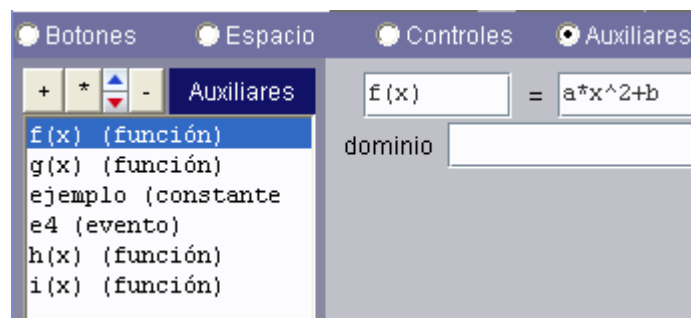 Botones Espacio Controles Auxiliares
+ * - Auxiliares f(x) = a*x^2+b
f(x) (función)
dominio
g(x) (función)
ejemplo (constante
e4 (evento)
h(x) (función)
i(x) (función)